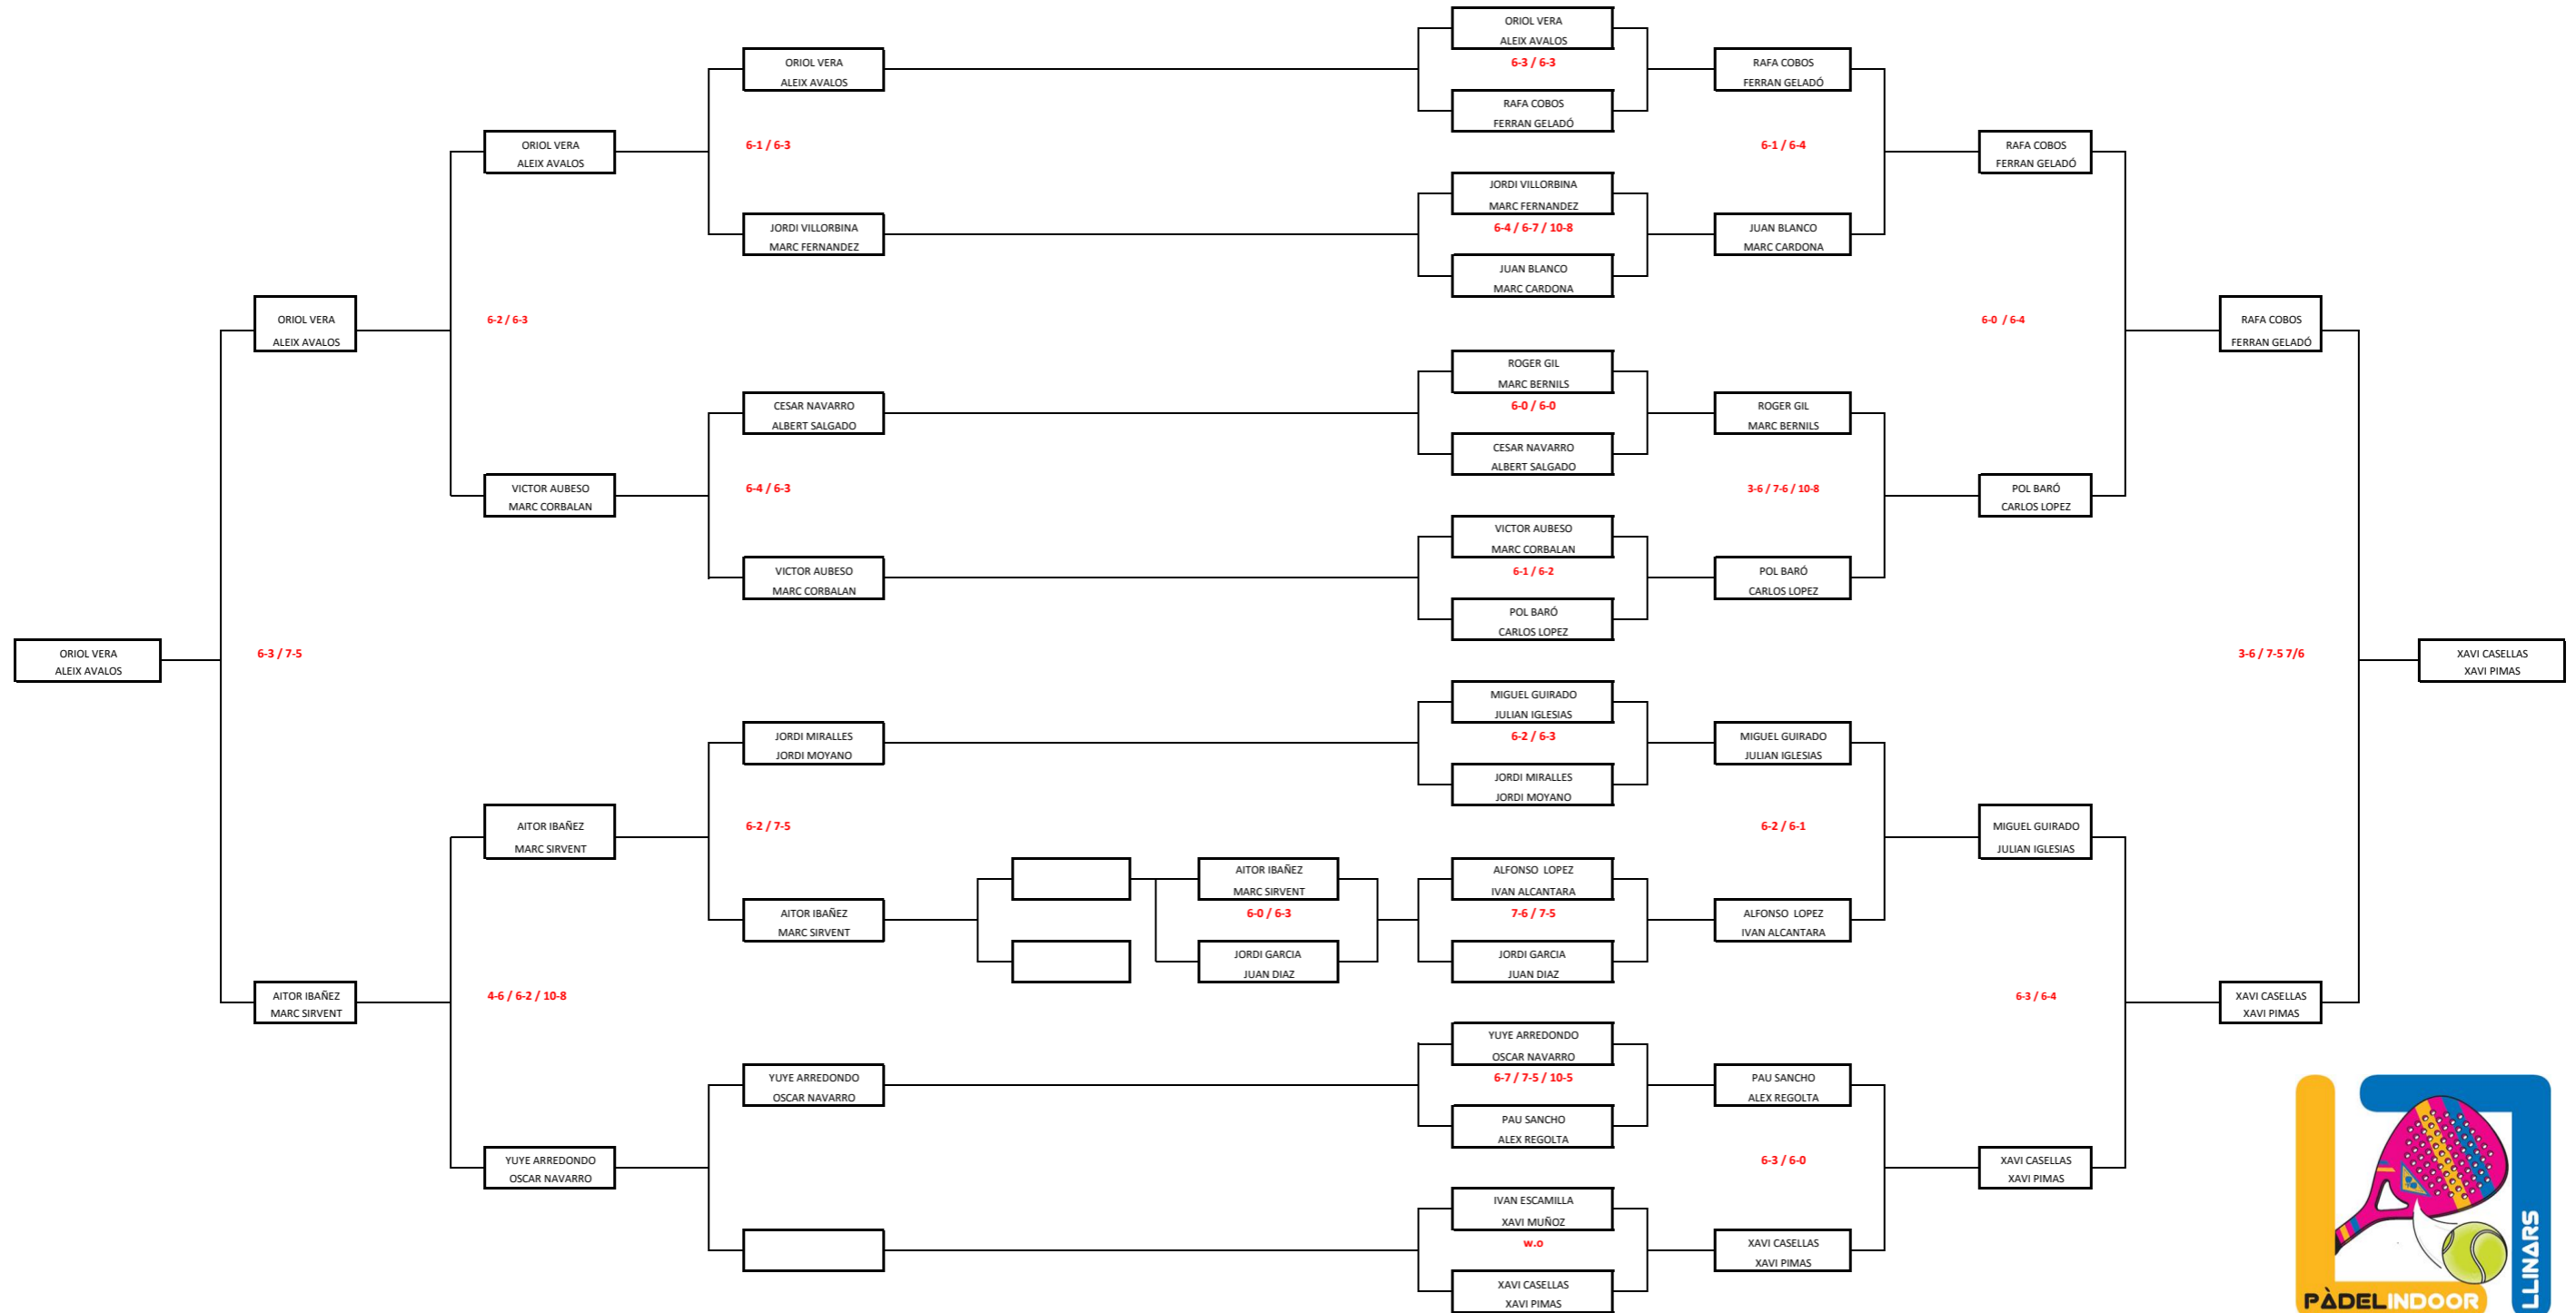 ORIOL VERA
ALEIX AVALOS
6-3 / 7-5
ORIOL VERA
ALEIX AVALOS
AITOR IBAÑEZ
MARC SIRVENT
6-2 / 6-3
4-6 / 6-2 / 10-8
ORIOL VERA
ALEIX AVALOS
VICTOR AUBESO
MARC CORBALAN
AITOR IBAÑEZ
MARC SIRVENT
YUYE ARREDONDO
OSCAR NAVARRO
ORIOL VERA
ALEIX AVALOS
6-1 / 6-3
JORDI VILLORBINA
MARC FERNANDEZ
CESAR NAVARRO
ALBERT SALGADO
6-4 / 6-3
VICTOR AUBESO
MARC CORBALAN
JORDI MIRALLES
JORDI MOYANO
6-2 / 7-5
AITOR IBAÑEZ
MARC SIRVENT
YUYE ARREDONDO
OSCAR NAVARRO
AITOR IBAÑEZ
MARC SIRVENT
6-0 / 6-3
JORDI GARCIA
JUAN DIAZ
ORIOL VERA
ALEIX AVALOS
6-3 / 6-3
RAFA COBOS
FERRAN GELADÓ
JORDI VILLORBINA
MARC FERNANDEZ
6-4 / 6-7 / 10-8
JUAN BLANCO
MARC CARDONA
ROGER GIL
MARC BERNILS
6-0 / 6-0
CESAR NAVARRO
ALBERT SALGADO
VICTOR AUBESO
MARC CORBALAN
6-1 / 6-2
POL BARÓ
CARLOS LOPEZ
MIGUEL GUIRADO
JULIAN IGLESIAS
6-2 / 6-3
JORDI MIRALLES
JORDI MOYANO
ALFONSO  LOPEZ
IVAN ALCANTARA
7-6 / 7-5
JORDI GARCIA
JUAN DIAZ
YUYE ARREDONDO
OSCAR NAVARRO
6-7 / 7-5 / 10-5
PAU SANCHO
ALEX REGOLTA
IVAN ESCAMILLA
XAVI MUÑOZ
w.o
XAVI CASELLAS
XAVI PIMAS
RAFA COBOS
FERRAN GELADÓ
6-1 / 6-4
JUAN BLANCO
MARC CARDONA
ROGER GIL
MARC BERNILS
3-6 / 7-6 / 10-8
POL BARÓ
CARLOS LOPEZ
MIGUEL GUIRADO
JULIAN IGLESIAS
6-2 / 6-1
ALFONSO  LOPEZ
IVAN ALCANTARA
PAU SANCHO
ALEX REGOLTA
6-3 / 6-0
XAVI CASELLAS
XAVI PIMAS
RAFA COBOS
FERRAN GELADÓ
6-0  / 6-4
POL BARÓ
CARLOS LOPEZ
MIGUEL GUIRADO
JULIAN IGLESIAS
6-3 / 6-4
XAVI CASELLAS
XAVI PIMAS
RAFA COBOS
FERRAN GELADÓ
3-6 / 7-5 7/6
XAVI CASELLAS
XAVI PIMAS
XAVI CASELLAS
XAVI PIMAS
PÀDELINDOOR
LLINARS